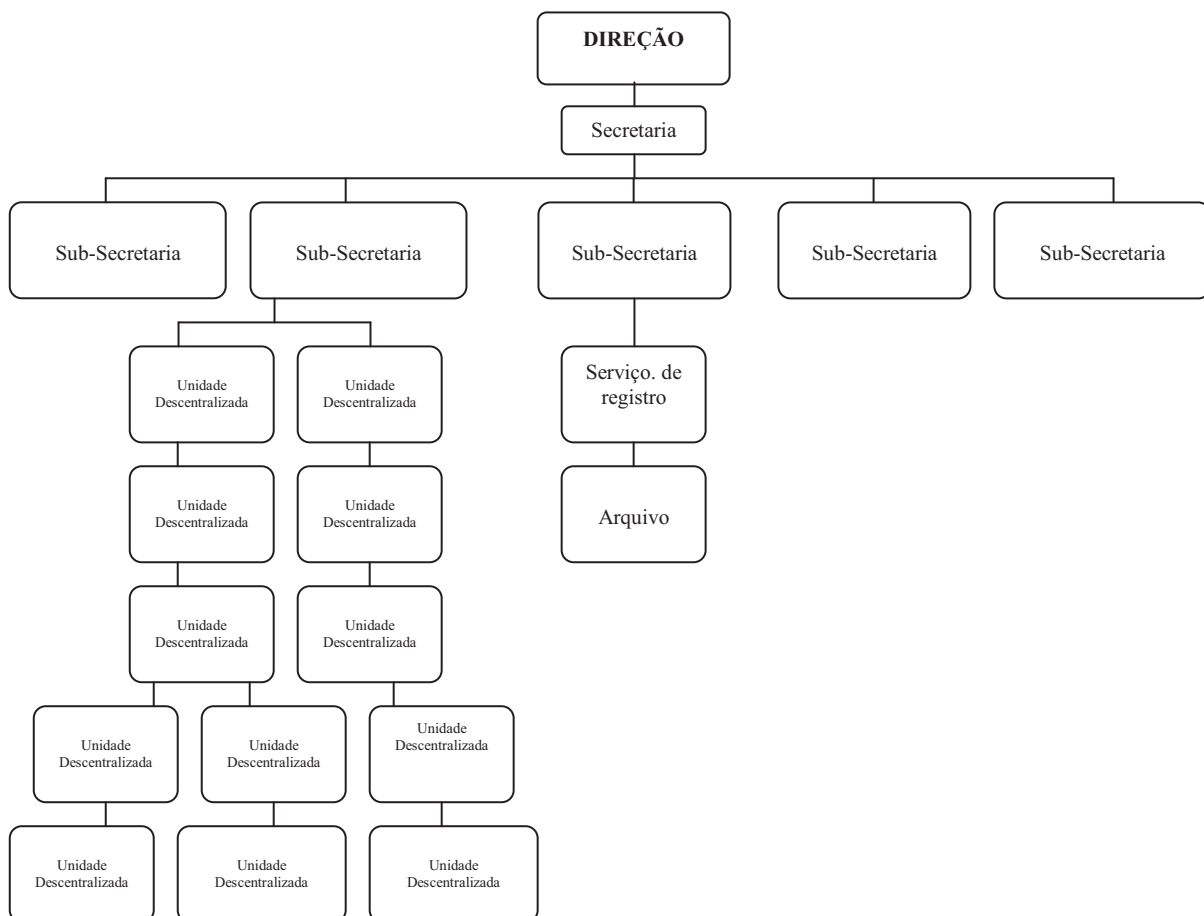 DIREÇÃO
Secretaria
Sub-Secretaria
Sub-Secretaria
Sub-Secretaria
Sub-Secretaria
Sub-Secretaria
Unidade
Descentralizada
Unidade
Descentralizada
Serviço. de
registro
Unidade
Descentralizada
Unidade
Descentralizada
Arquivo
Unidade
Descentralizada
Unidade
Descentralizada
Unidade
Descentralizada
Unidade
Descentralizada
Unidade
Descentralizada
Unidade
Descentralizada
Unidade
Descentralizada
Unidade
Descentralizada